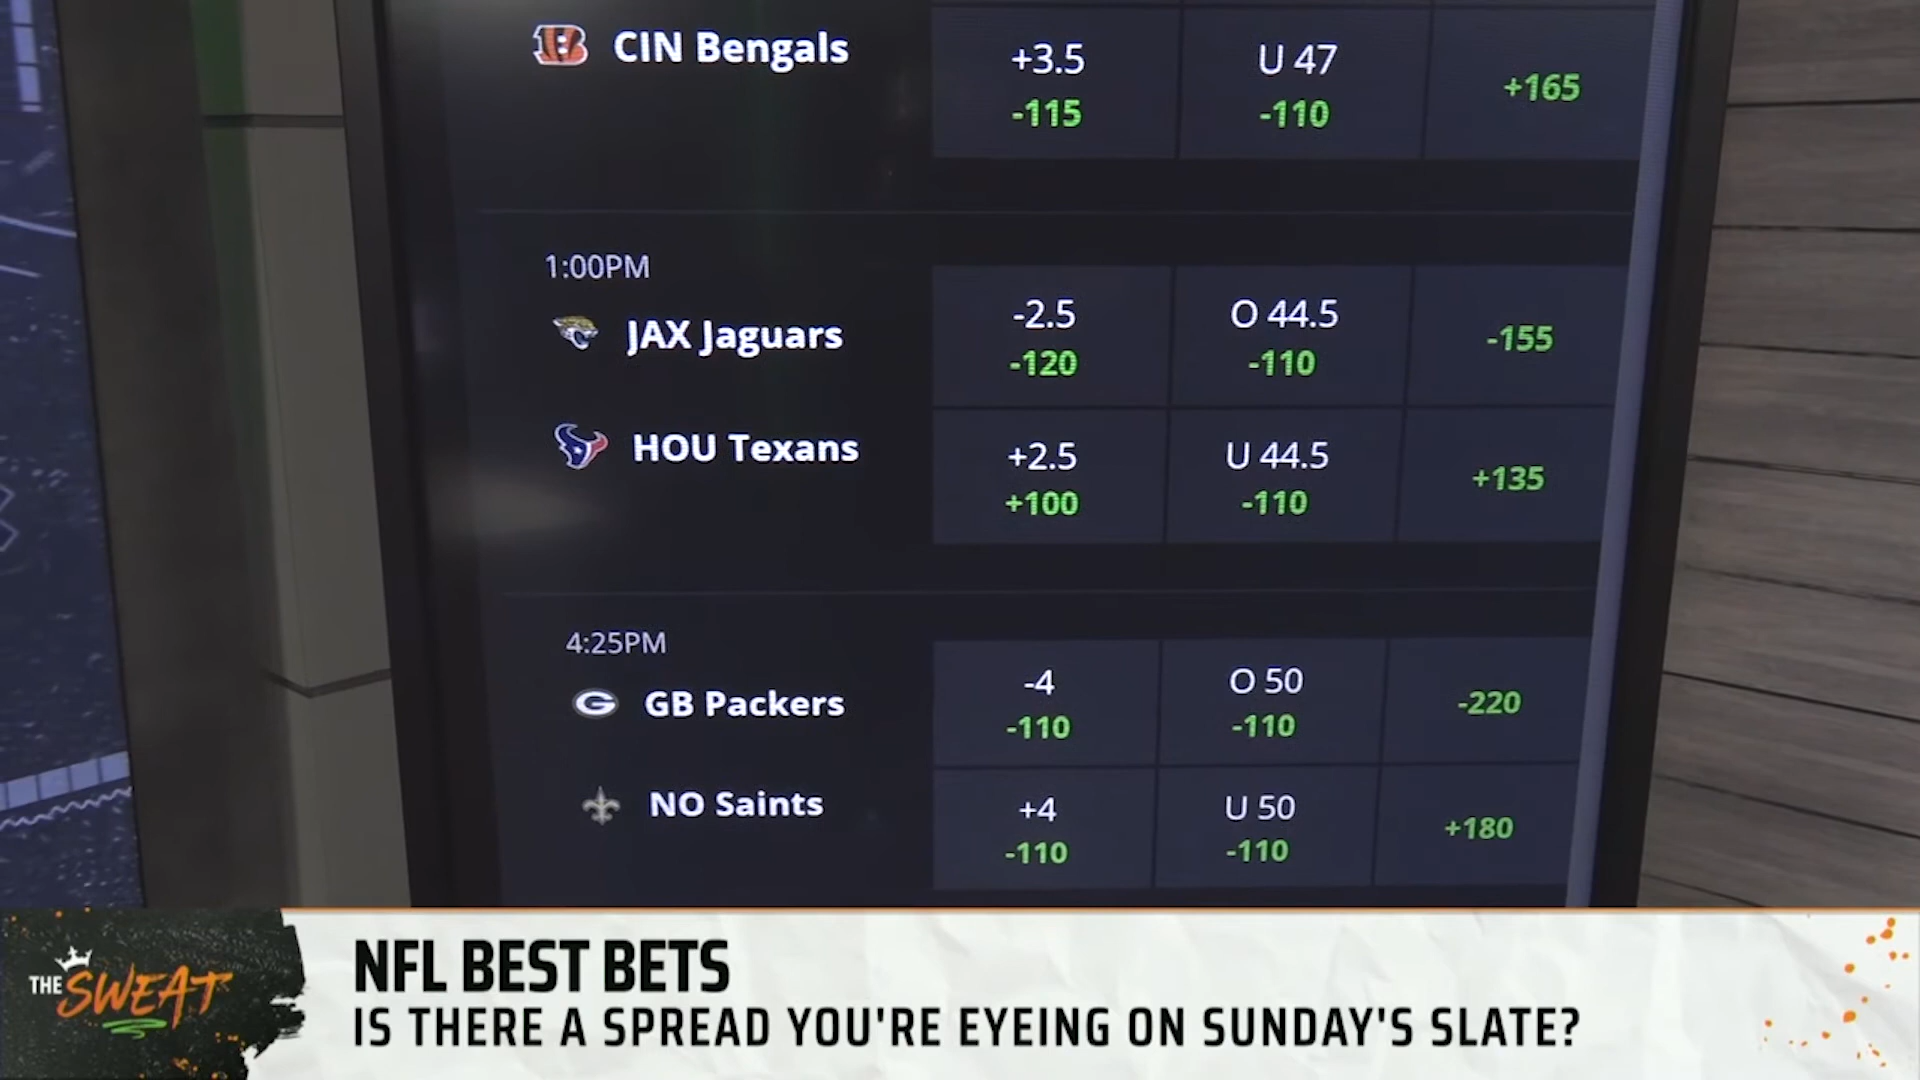 CIN Bengals
+3.5
U 47
+165
-115
-110
1:00PM
JAX Jaguars
-2.5
O 44.5
-155
-120
-110
HOU Texans
+2.5
U 44.5
+135
+100
-110
4:25PM
GB Packers
-4
O 50
-220
-110
-110
NO Saints
+4
U 50
+180
-110
-110
THE SWEAT
NFL BEST BETS
IS THERE A SPREAD YOU'RE EYEING ON SUNDAY'S SLATE?